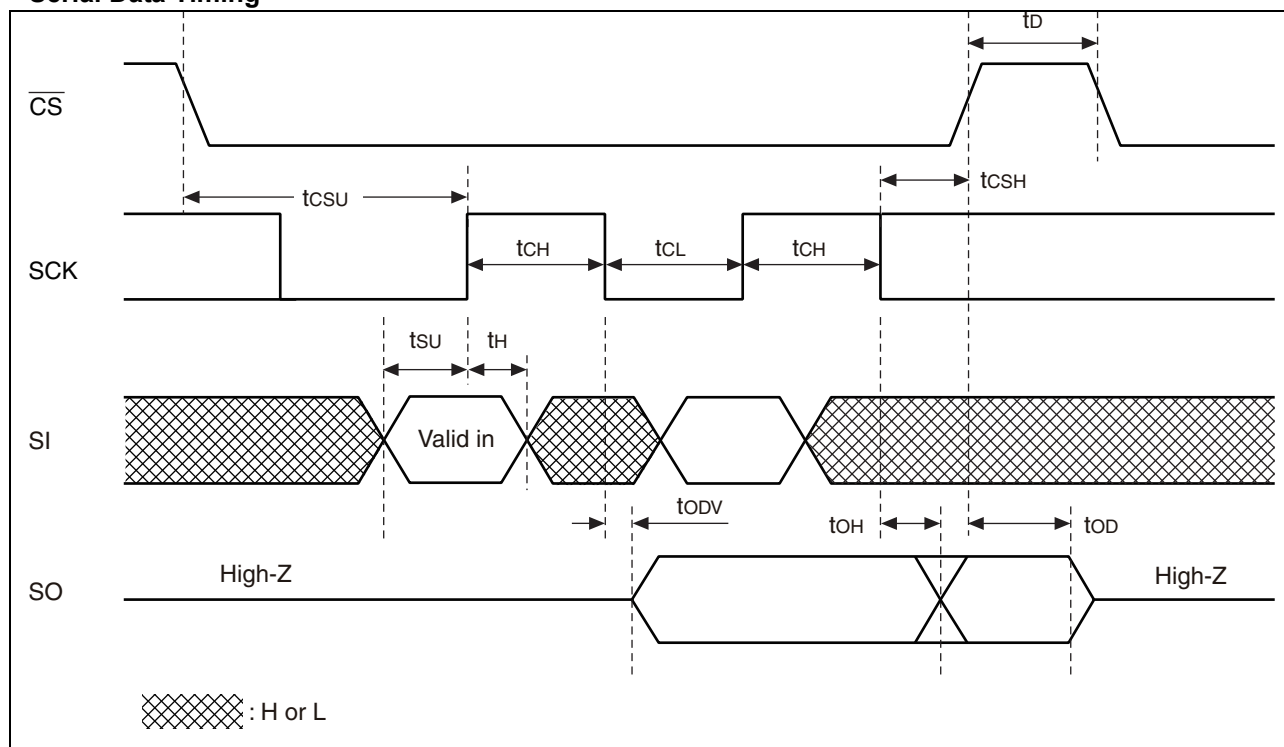 Serial Data Timing
tD
CS
tCSU
tCSH
SCK
tCH
tCL
tCH
tSU
tH
SI
Valid in
tODV
tOH
tOD
SO
High-Z
High-Z
: H or L